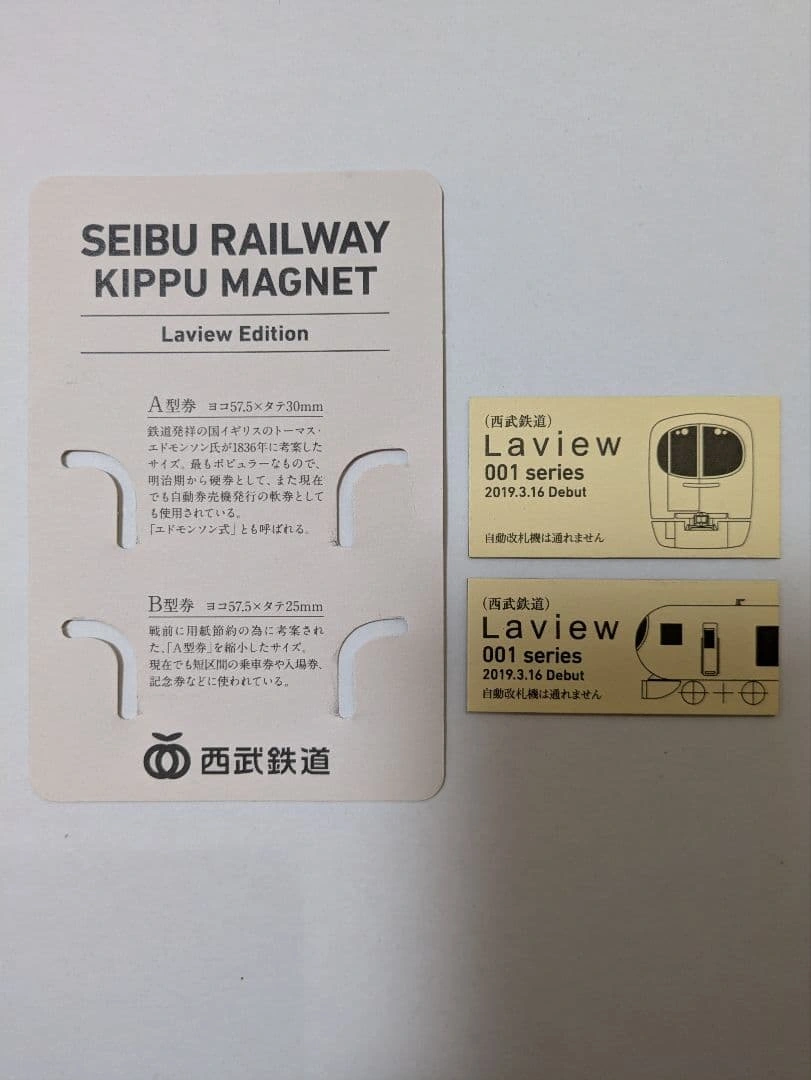 SEIBU RAILWAY
KIPPU MAGNET
Laview Edition
A型券 ヨコ57.5×タテ30mm
鉄道発祥の国イギリスのトーマス・
エドモンソン氏が1836年に考案した
サイズ。最もポピュラーなもので、
明治期から硬券として、また現在
でも自動券売機発行の軟券として
も使用されている。
「エドモンソン式」とも呼ばれる。
B型券 ヨコ57.5×タテ25mm
戦前に用紙節約の為に考案され
た、「A型券」を縮小したサイズ。
現在でも短区間の乗車券や入場券、
記念券などに使われている。
西武鉄道
(西武鉄道)
Laview
001 series
2019.3.16 Debut
自動改札機は通れません
(西武鉄道)
Laview
001 series
2019.3.16 Debut
自動改札機は通れません